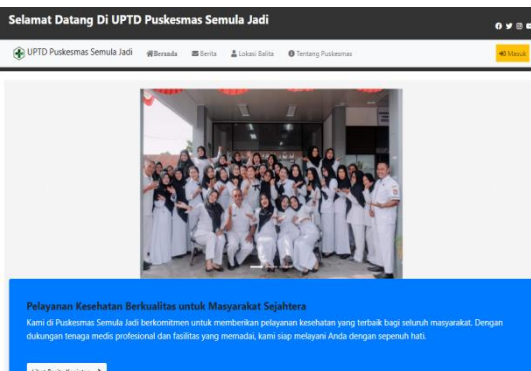 Selamat Datang Di UPTD Puskesmas Semula Jadi
UPTD Puskesmas Semula Jadi Beranda Berita Lokasi Balita Tentang Puskesmas Masuk
Pelayanan Kesehatan Berkualitas untuk Masyarakat Sejahtera
Kami di Puskesmas Semula Jadi berkomitmen untuk memberikan pelayanan kesehatan yang terbaik bagi seluruh masyarakat. Dengan
dukungan tenaga medis profesional dan fasilitas yang memadai, kami siap melayani Anda dengan sepenuh hati.